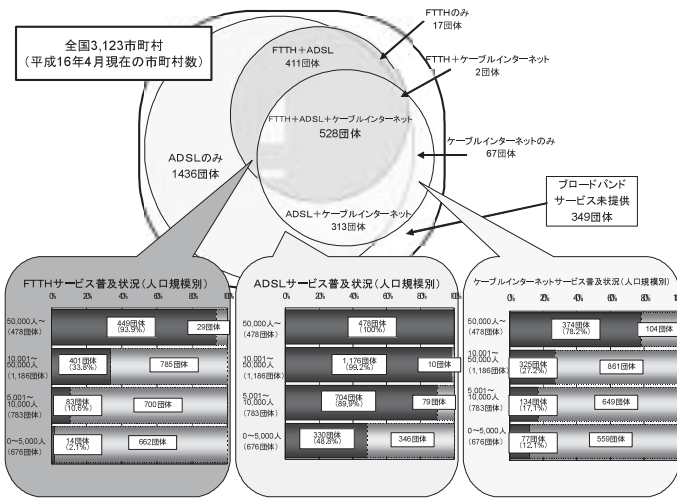 全国3,123市町村
(平成16年4月現在の市町村数)
FTTHのみ
17団体
FTTH+ADSL
411団体
FTTH+ケーブルインターネット
2団体
FTTH+ADSL+ケーブルインターネット
528団体
ケーブルインターネットのみ
67団体
ADSLのみ
1436団体
ブロードバンド
サービス未提供
349団体
ADSL+ケーブルインターネット
313団体
FTTHサービス普及状況(人口規模別)
0% 20% 40% 60% 80% 100%
50,000人~
(478団体)
449団体
(93.9%)
29団体
10,001~
50,000人
(1,186団体)
401団体
(33.8%)
785団体
5,001~
10,000人
(783団体)
83団体
(10.6%)
700団体
0~5,000人
(676団体)
14団体
(2.1%)
662団体
ADSLサービス普及状況(人口規模別)
0% 20% 40% 60% 80% 100%
50,000人~
(478団体)
478団体
(100%)
10,001~
50,000人
(1,186団体)
1,176団体
(99.2%)
10団体
5,001~
10,000人
(783団体)
704団体
(89.9%)
79団体
0~5,000人
(676団体)
330団体
(48.8%)
346団体
ケーブルインターネットサービス普及状況(人口規模別)
0% 20% 40% 60% 80% 100%
50,000人~
(478団体)
374団体
(78.2%)
104団体
10,001~
50,000人
(1,186団体)
325団体
(27.2%)
861団体
5,001~
10,000人
(783団体)
134団体
(17.1%)
649団体
0~5,000人
(676団体)
77団体
(12.1%)
559団体